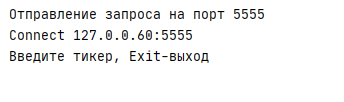 Отправление запроса на порт 5555
Connect 127.0.0.60:5555
Введите тикер, Exit-выход